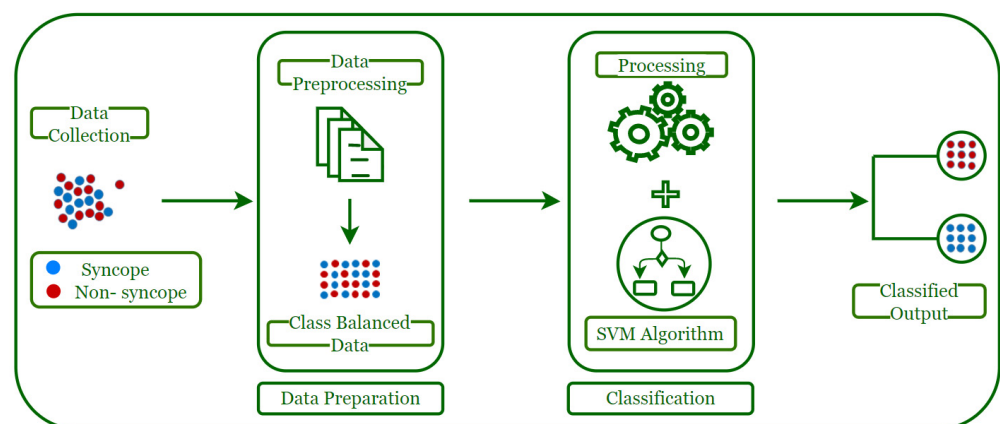 Data
Collection
Syncope
Non- syncope
Data
Preprocessing
Class Balanced
Data
Data Preparation
Processing
SVM Algorithm
Classification
Classified
Output